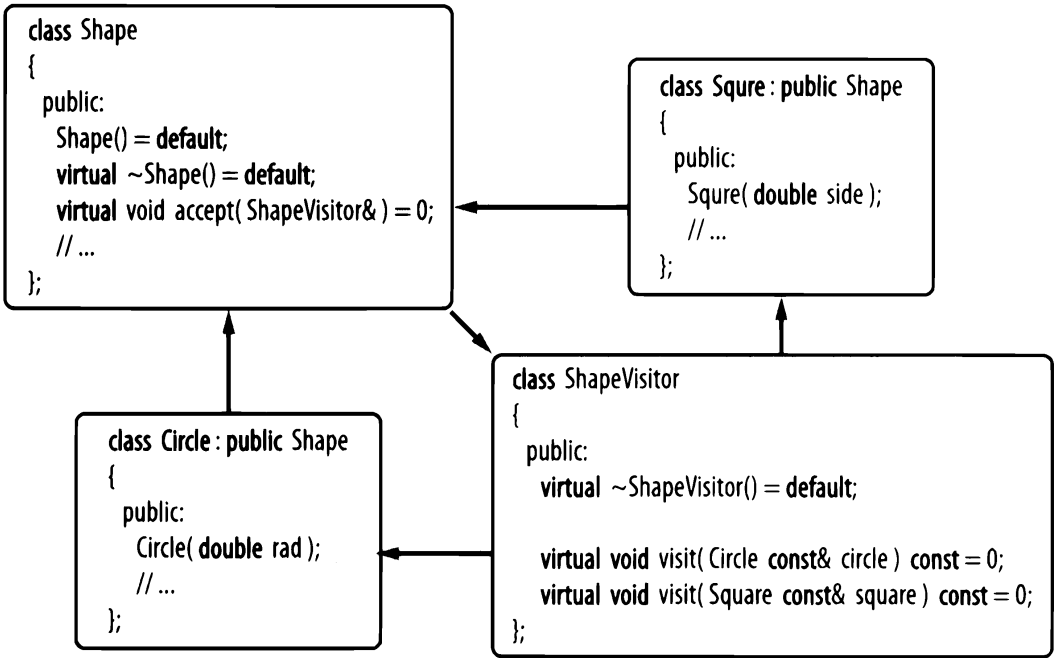 class Shape
{
public:
Shape() = default;
virtual ~Shape() = default;
virtual void accept( ShapeVisitor& ) = 0;
// ...
};
class Squre : public Shape
{
public:
Squre( double side );
// ...
};
class Circle : public Shape
{
public:
Circle( double rad );
// ...
};
class ShapeVisitor
{
public:
virtual ~ShapeVisitor() = default;
virtual void visit( Circle const& circle ) const = 0;
virtual void visit( Square const& square ) const = 0;
};